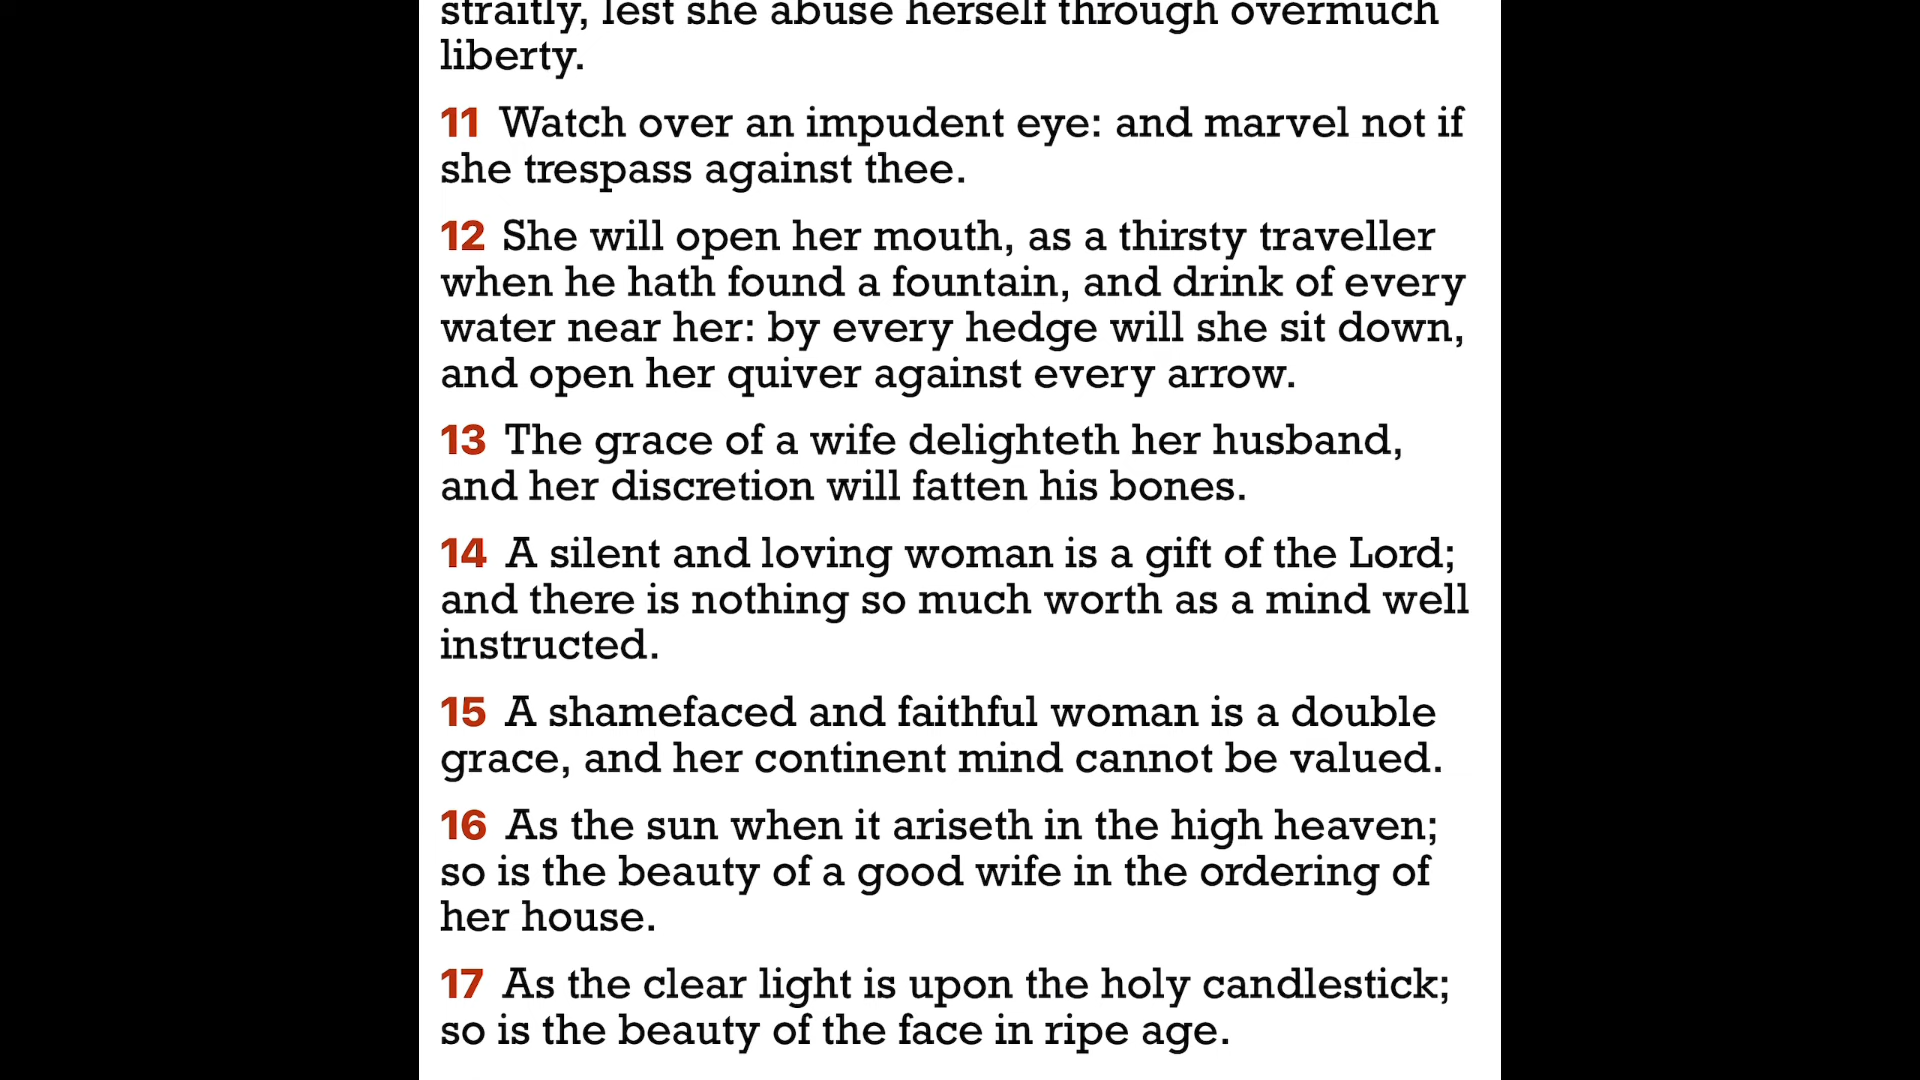 straitly, lest she abuse herself through overmuch
liberty.
11 Watch over an impudent eye: and marvel not if
she trespass against thee.
12 She will open her mouth, as a thirsty traveller
when he hath found a fountain, and drink of every
water near her: by every hedge will she sit down,
and open her quiver against every arrow.
13 The grace of a wife delighteth her husband,
and her discretion will fatten his bones.
14 A silent and loving woman is a gift of the Lord;
and there is nothing so much worth as a mind well
instructed.
15 A shamefaced and faithful woman is a double
grace, and her continent mind cannot be valued.
16 As the sun when it ariseth in the high heaven;
so is the beauty of a good wife in the ordering of
her house.
17 As the clear light is upon the holy candlestick;
so is the beauty of the face in ripe age.